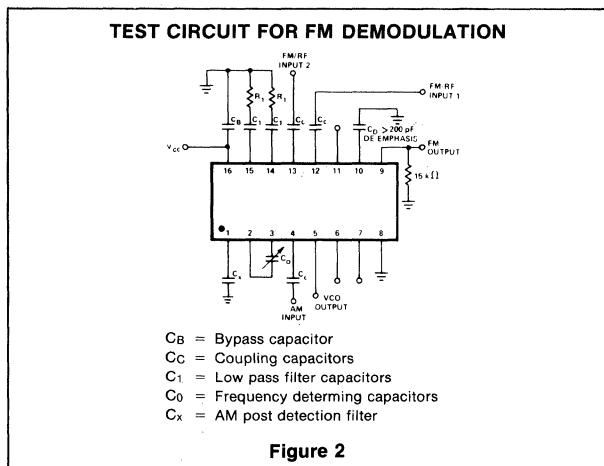 TEST CIRCUIT FOR FM DEMODULATION
FM/RF
INPUT 2
FM/RF
INPUT 1
R1
R1
CB
C1
C1
CC
CC
CD > 200 pF
DE EMPHASIS
FM
OUTPUT
VCC
15 kΩ
16 15 14 13 12 11 10 9
1 2 3 4 5 6 7 8
Cx
CO
CC
AM
INPUT
VCO
OUTPUT
CB = Bypass capacitor
CC = Coupling capacitors
C1 = Low pass filter capacitors
C0 = Frequency determing capacitors
Cx = AM post detection filter
Figure 2